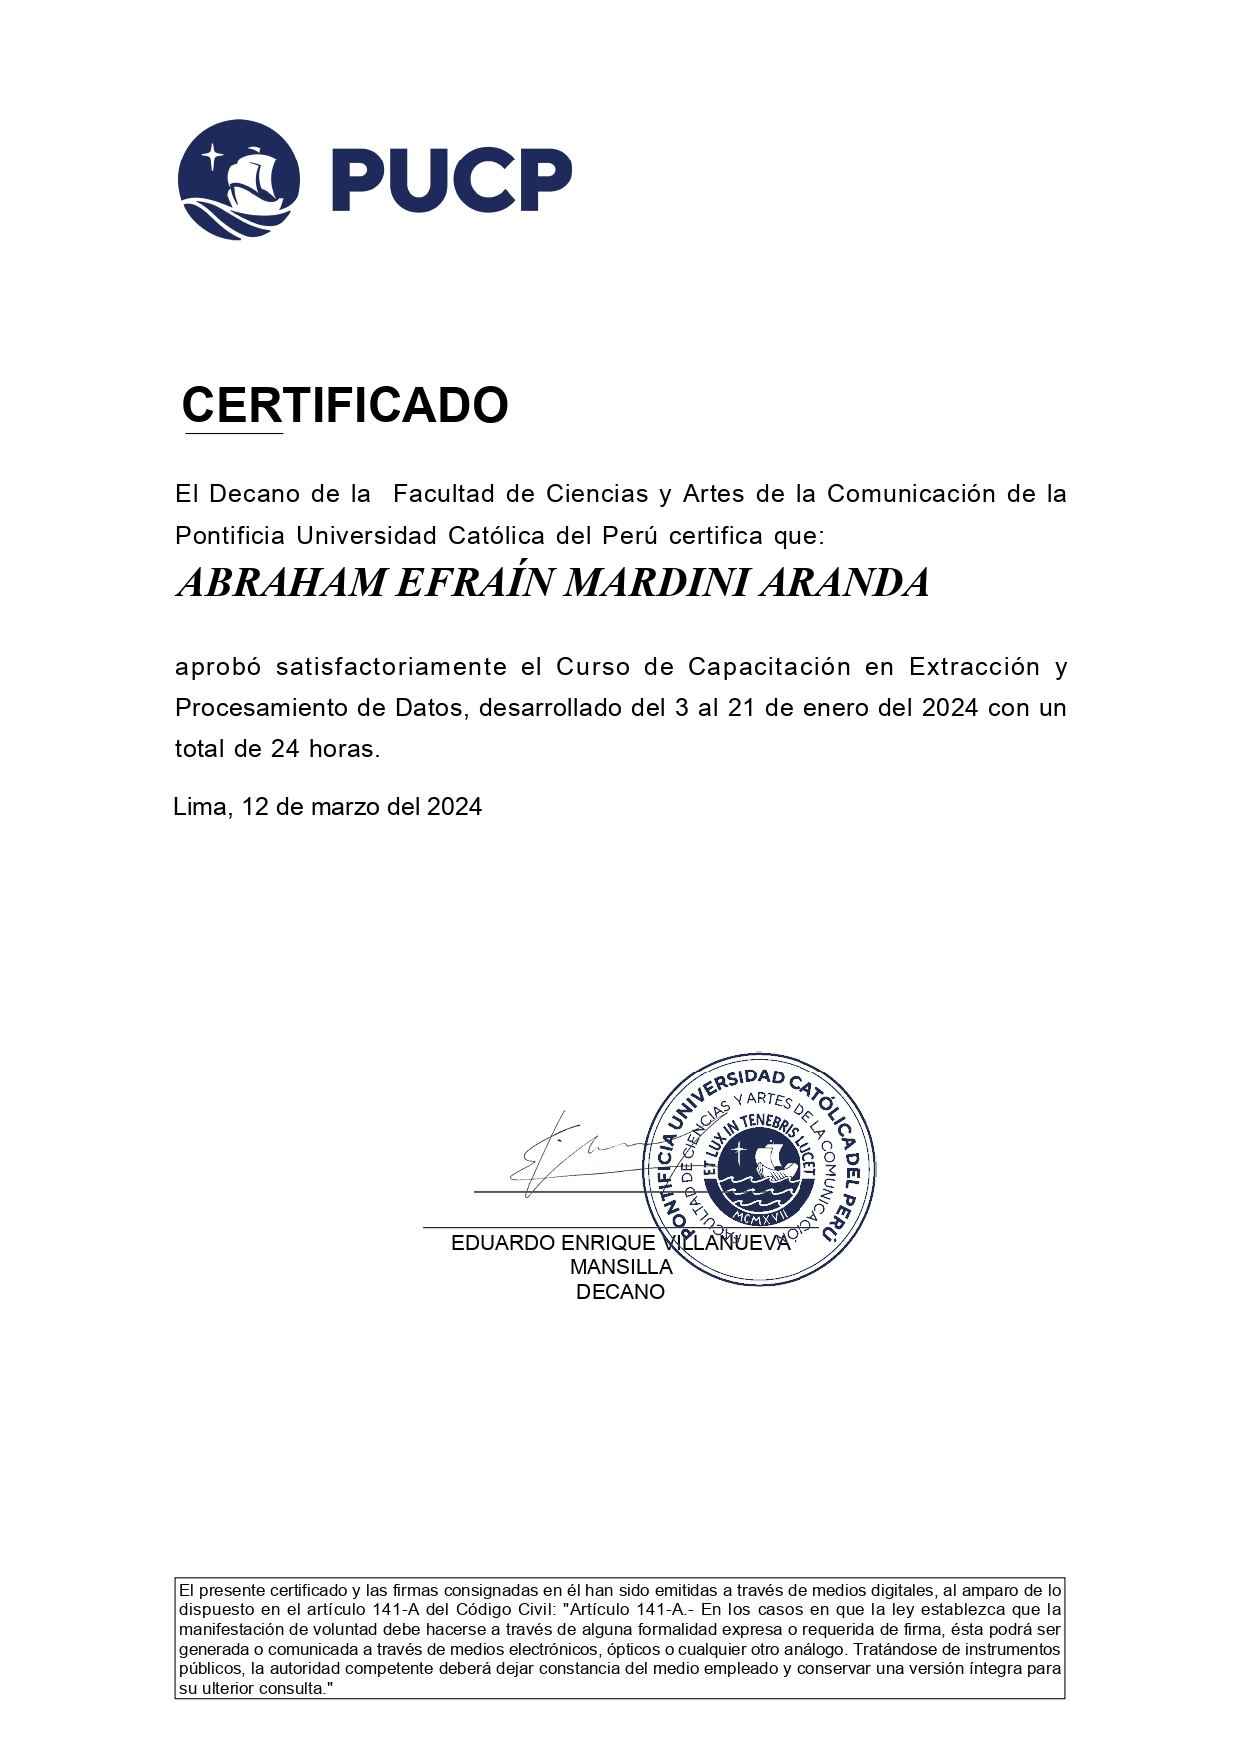 PUCP
CERTIFICADO
El Decano de la Facultad de Ciencias y Artes de la Comunicación de la
Pontificia Universidad Católica del Perú certifica que:
ABRAHAM EFRAÍN MARDINI ARANDA
aprobó satisfactoriamente el Curso de Capacitación en Extracción y
Procesamiento de Datos, desarrollado del 3 al 21 de enero del 2024 con un
total de 24 horas.
Lima, 12 de marzo del 2024
PONTIFICIA UNIVERSIDAD CATÓLICA DEL PERÚ
FACULTAD DE CIENCIAS Y ARTES DE LA COMUNICACIÓN
ET LUX IN TENEBRIS LUCET
MCMXVII
EDUARDO ENRIQUE VILLANUEVA
MANSILLA
DECANO
El presente certificado y las firmas consignadas en él han sido emitidas a través de medios digitales, al amparo de lo
dispuesto en el artículo 141-A del Código Civil: "Artículo 141-A.- En los casos en que la ley establezca que la
manifestación de voluntad debe hacerse a través de alguna formalidad expresa o requerida de firma, ésta podrá ser
generada o comunicada a través de medios electrónicos, ópticos o cualquier otro análogo. Tratándose de instrumentos
públicos, la autoridad competente deberá dejar constancia del medio empleado y conservar una versión íntegra para
su ulterior consulta."